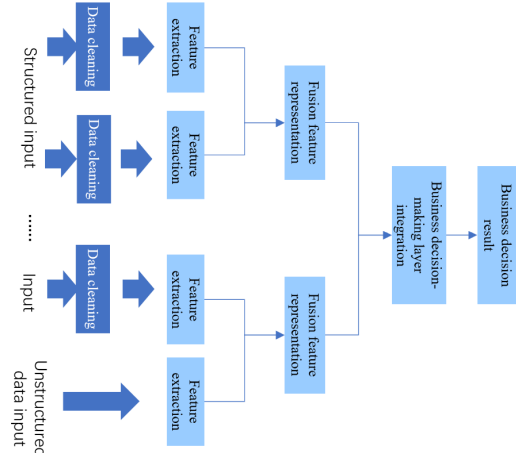 Structured input
......
Input
Unstructured
data input
Data cleaning
Data cleaning
Data cleaning
Feature
extraction
Feature
extraction
Feature
extraction
Feature
extraction
Fusion feature
representation
Fusion feature
representation
Business decision-
making layer
integration
Business decision
result